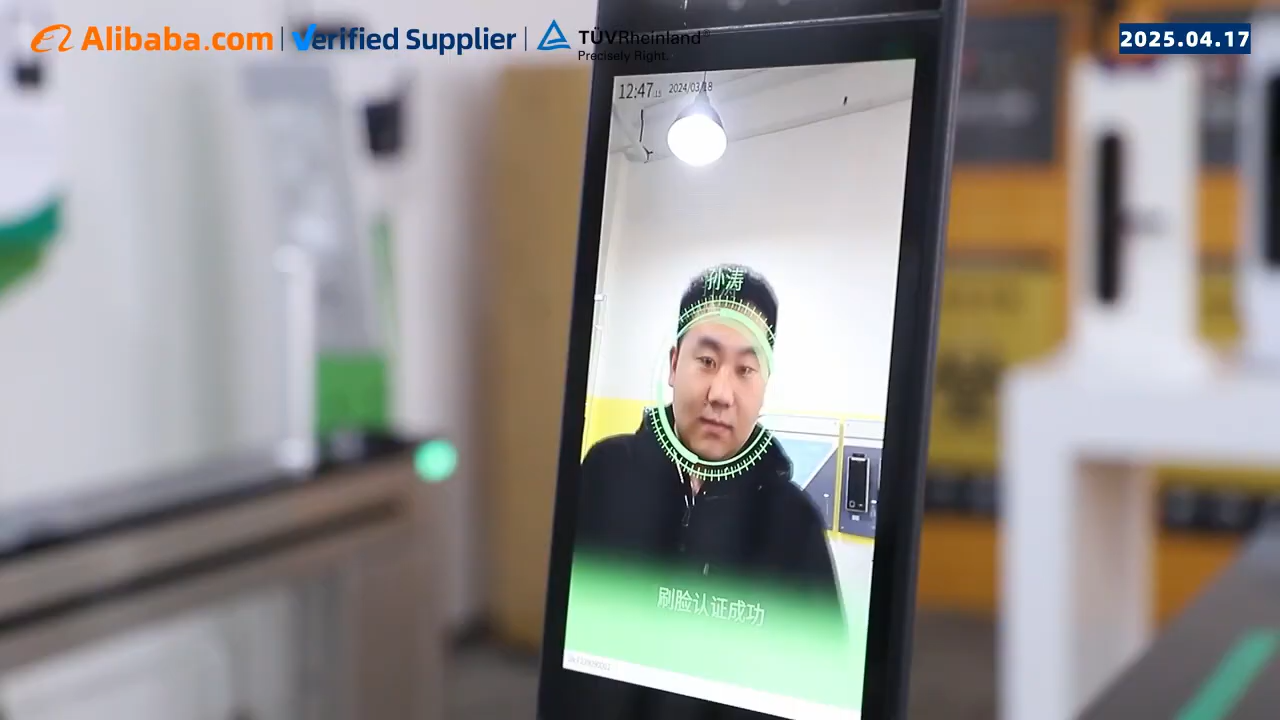 Alibaba.com | Verified Supplier | TÜVRheinland®
Precisely Right.
2025.04.17
12:47:15 2024/03/18
孙涛
刷脸认证成功